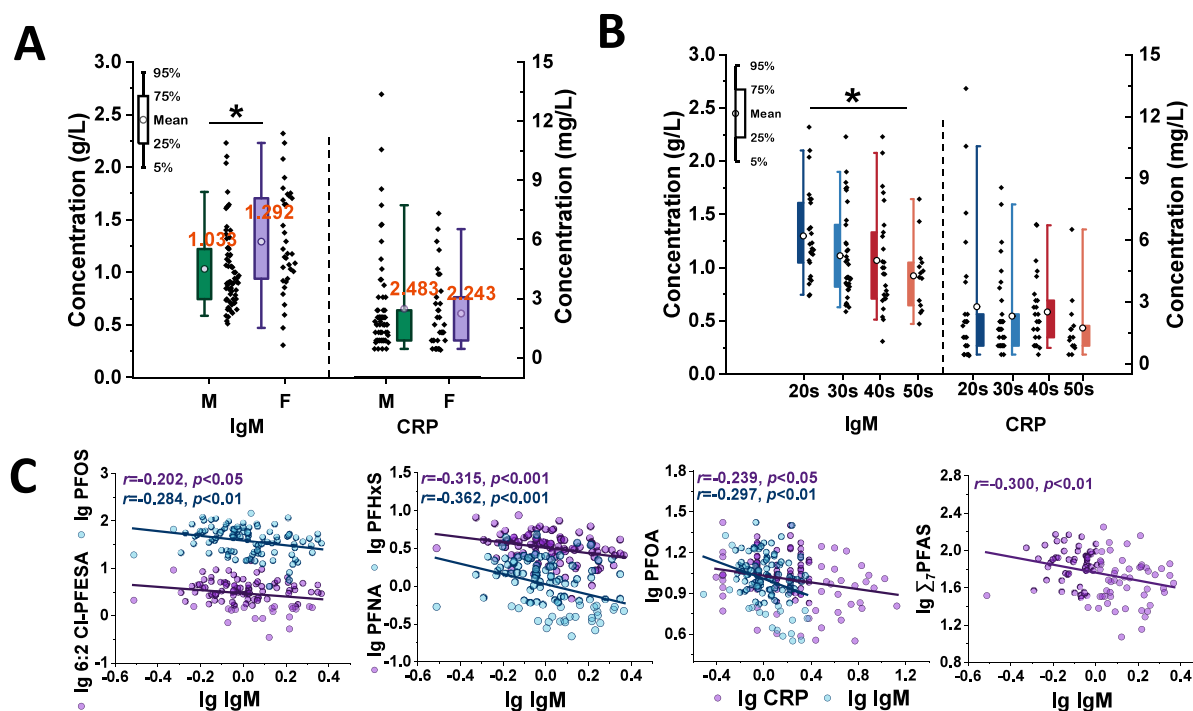 A
Concentration (g/L)
3.0
2.5
2.0
1.5
1.0
0.5
0.0
95%
75%
Mean
25%
5%
*
1.033
1.292
2.483
2.243
M
F
M
F
IgM
CRP
15
12
9
6
3
0
Concentration (mg/L)
B
Concentration (g/L)
3.0
2.5
2.0
1.5
1.0
0.5
0.0
95%
75%
Mean
25%
5%
*
20s 30s 40s 50s
20s 30s 40s 50s
IgM
CRP
15
12
9
6
3
0
Concentration (mg/L)
C
lg 6:2 Cl-PFESA
lg PFOS
3
2
1
0
-1
r=-0.202, p<0.05
r=-0.284, p<0.01
-0.6 -0.4 -0.2 0.0 0.2 0.4
lg IgM
lg PFNA
lg PFHxS
1.5
1.0
0.5
0.0
-0.5
-1.0
r=-0.315, p<0.001
r=-0.362, p<0.001
-0.6 -0.4 -0.2 0.0 0.2 0.4
lg IgM
lg PFOA
1.8
1.5
1.2
0.9
0.6
r=-0.239, p<0.05
r=-0.297, p<0.01
-0.4 0.0 0.4 0.8 1.2
lg CRP
lg IgM
lg ∑7PFAS
2.8
2.4
2.0
1.6
1.2
0.8
r=-0.300, p<0.01
-0.6 -0.4 -0.2 0.0 0.2 0.4
lg IgM